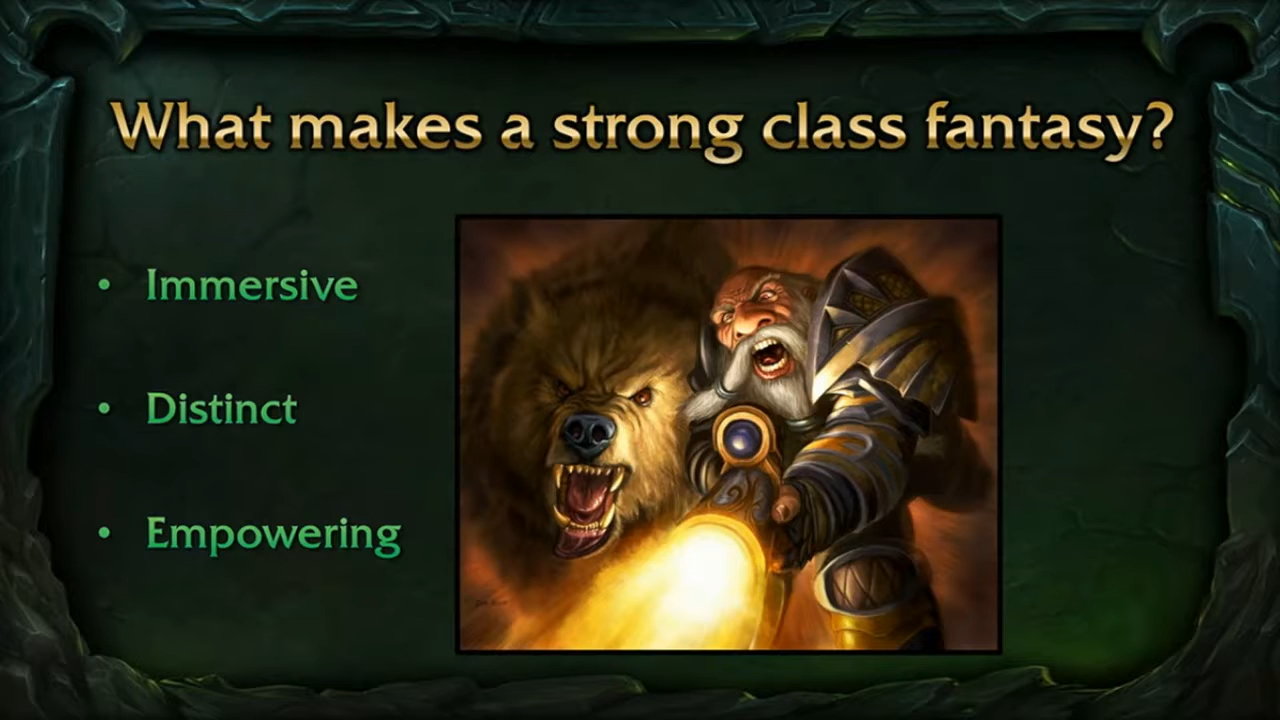 What makes a strong class fantasy?
• Immersive
• Distinct
• Empowering